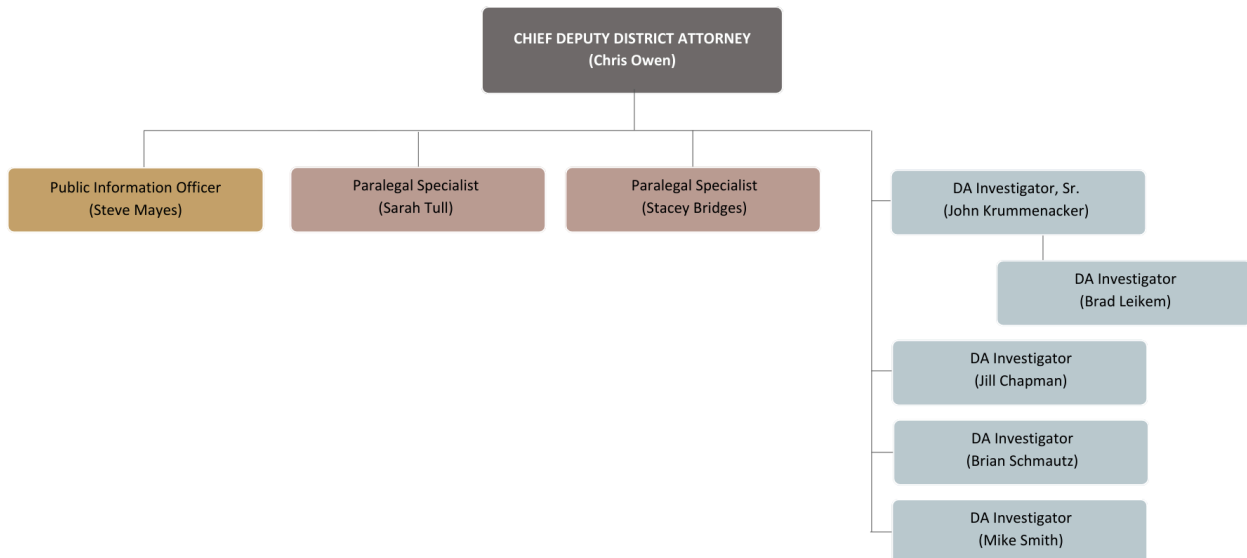 CHIEF DEPUTY DISTRICT ATTORNEY
(Chris Owen)
Public Information Officer
(Steve Mayes)
Paralegal Specialist
(Sarah Tull)
Paralegal Specialist
(Stacey Bridges)
DA Investigator, Sr.
(John Krummenacker)
DA Investigator
(Brad Leikem)
DA Investigator
(Jill Chapman)
DA Investigator
(Brian Schmautz)
DA Investigator
(Mike Smith)